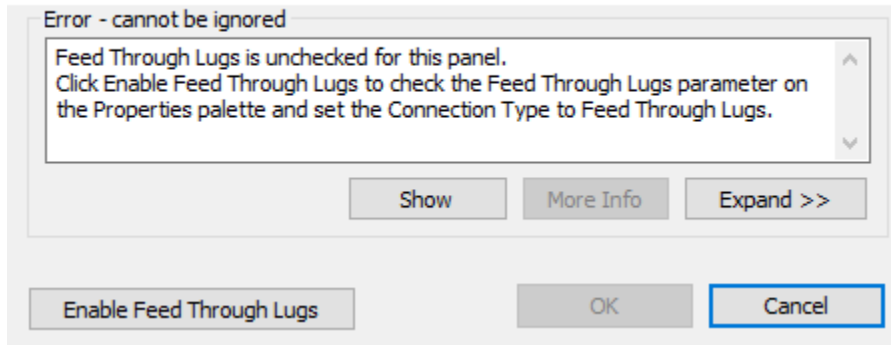 Error - cannot be ignored
Feed Through Lugs is unchecked for this panel.
Click Enable Feed Through Lugs to check the Feed Through Lugs parameter on
the Properties palette and set the Connection Type to Feed Through Lugs.
Show
More Info
Expand >>
Enable Feed Through Lugs
OK
Cancel